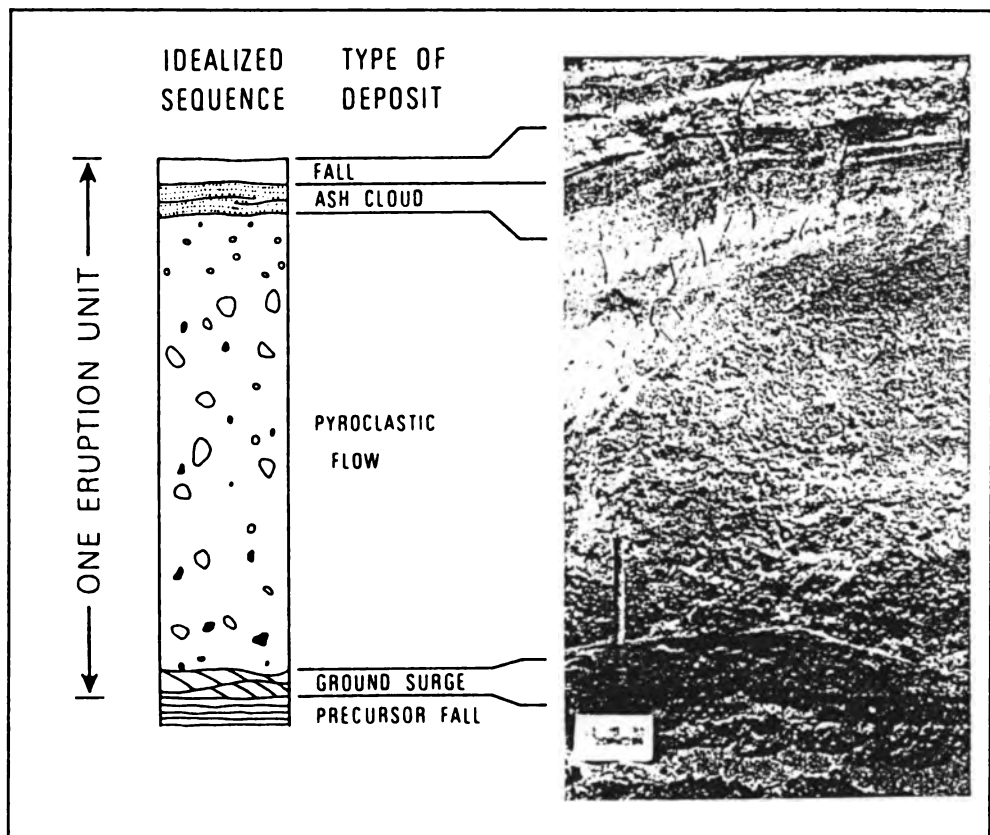 IDEALIZED
SEQUENCE
TYPE OF
DEPOSIT
FALL
ASH CLOUD
PYROCLASTIC
FLOW
GROUND SURGE
PRECURSOR FALL
ONE ERUPTION UNIT